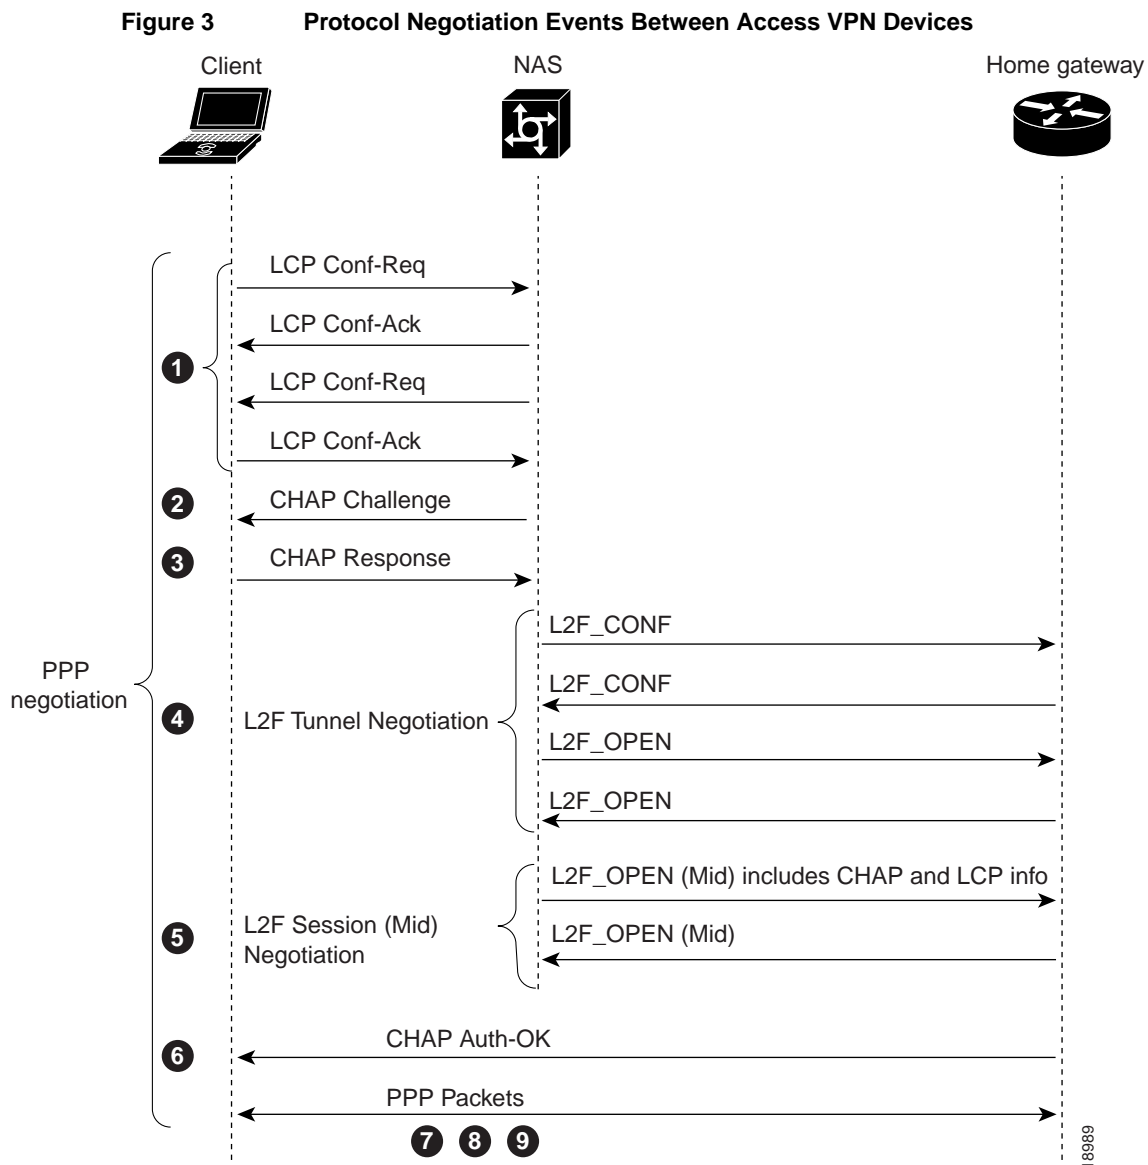 Figure 3 Protocol Negotiation Events Between Access VPN Devices
Client NAS Home gateway
LCP Conf-Req
LCP Conf-Ack
1
LCP Conf-Req
LCP Conf-Ack
2 CHAP Challenge
3 CHAP Response
L2F_CONF
PPP
negotiation
L2F_CONF
4 L2F Tunnel Negotiation
L2F_OPEN
L2F_OPEN
L2F_OPEN (Mid) includes CHAP and LCP info
5 L2F Session (Mid)
Negotiation
L2F_OPEN (Mid)
6 CHAP Auth-OK
PPP Packets
7 8 9
18989